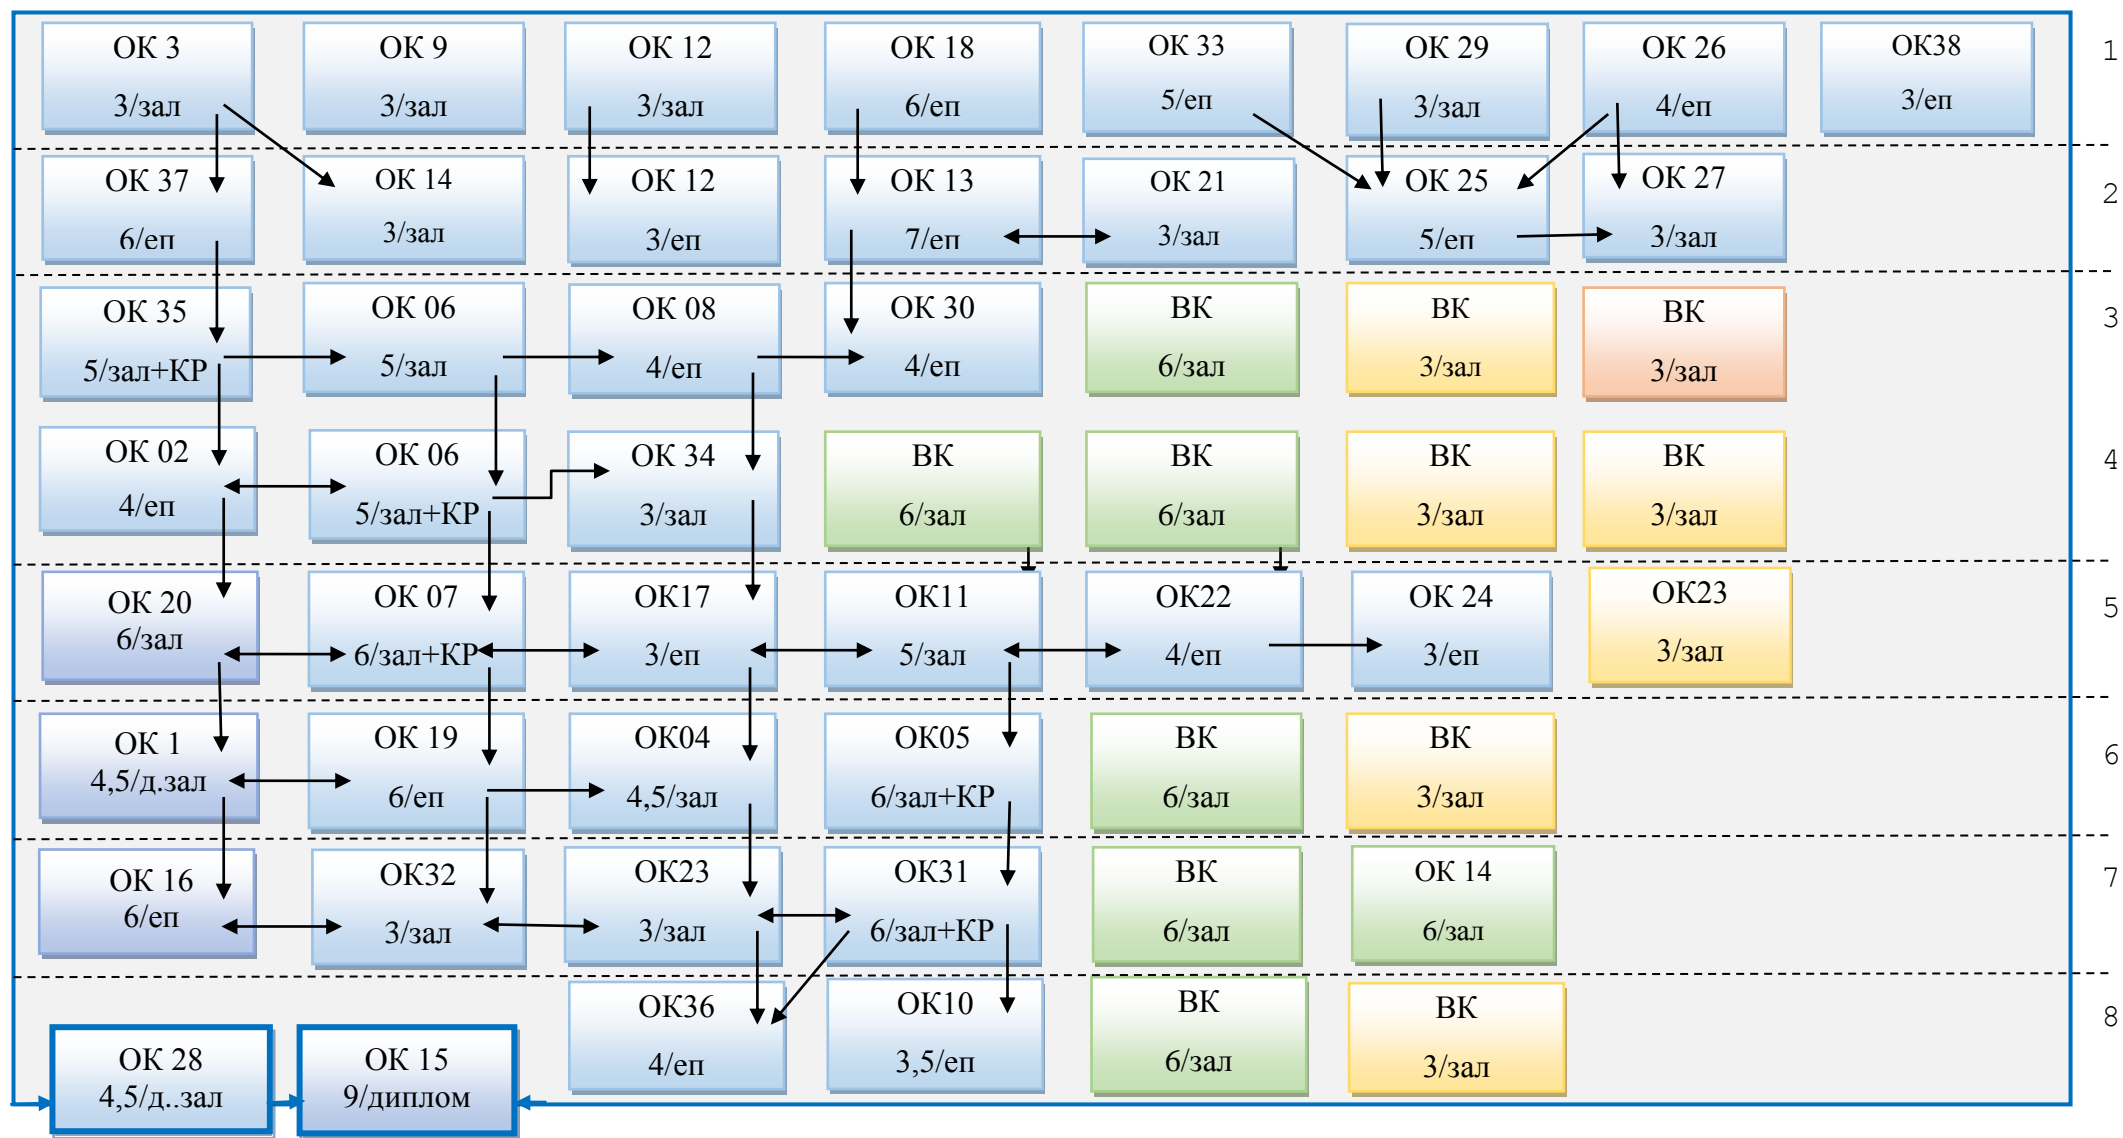 ОК 3
3/зал
ОК 9
3/зал
ОК 12
3/зал
ОК 18
6/еп
ОК 33
5/еп
ОК 29
3/зал
ОК 26
4/еп
ОК38
3/еп
1
ОК 37
6/еп
ОК 14
3/зал
ОК 12
3/еп
ОК 13
7/еп
ОК 21
3/зал
ОК 25
5/еп
ОК 27
3/зал
2
ОК 35
5/зал+КР
ОК 06
5/зал
ОК 08
4/еп
ОК 30
4/еп
ВК
6/зал
ВК
3/зал
ВК
3/зал
3
ОК 02
4/еп
ОК 06
5/зал+КР
ОК 34
3/зал
ВК
6/зал
ВК
6/зал
ВК
3/зал
ВК
3/зал
4
ОК 20
6/зал
ОК 07
6/зал+КР
ОК17
3/еп
ОК11
5/зал
ОК22
4/еп
ОК 24
3/еп
ОК23
3/зал
5
ОК 1
4,5/д.зал
ОК 19
6/еп
ОК04
4,5/зал
ОК05
6/зал+КР
ВК
6/зал
ВК
3/зал
6
ОК 16
6/еп
ОК32
3/зал
ОК23
3/зал
ОК31
6/зал+КР
ВК
6/зал
ОК 14
6/зал
7
ОК 28
4,5/д..зал
ОК 15
9/диплом
ОК36
4/еп
ОК10
3,5/еп
ВК
6/зал
ВК
3/зал
8